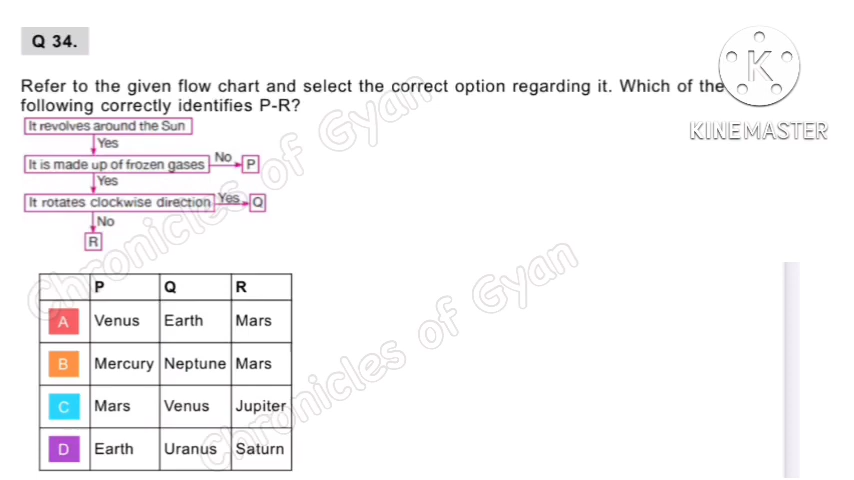 Q 34.
K
KINEMASTER
Refer to the given flow chart and select the correct option regarding it. Which of the
following correctly identifies P-R?
It revolves around the Sun
Yes
It is made up of frozen gases No P
Yes
It rotates clockwise direction Yes Q
No
R
P Q R
A Venus Earth Mars
B Mercury Neptune Mars
C Mars Venus Jupiter
D Earth Uranus Saturn
Chronicles of Gyan
Chronicles of Gyan